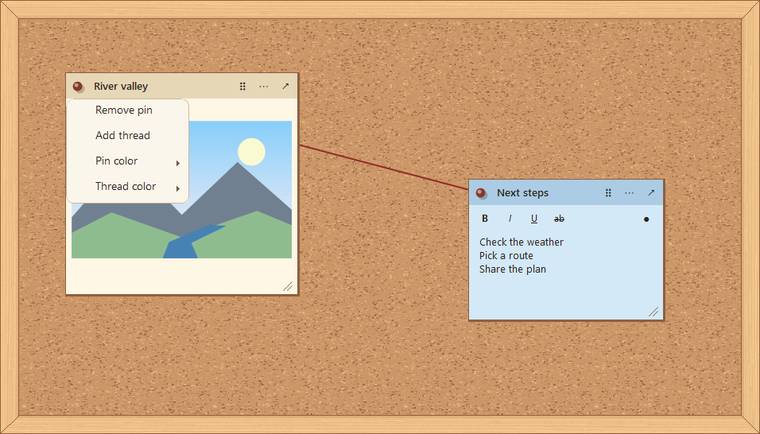 River valley
Remove pin
Add thread
Pin color
Thread color
Next steps
B I U ab
Check the weather
Pick a route
Share the plan